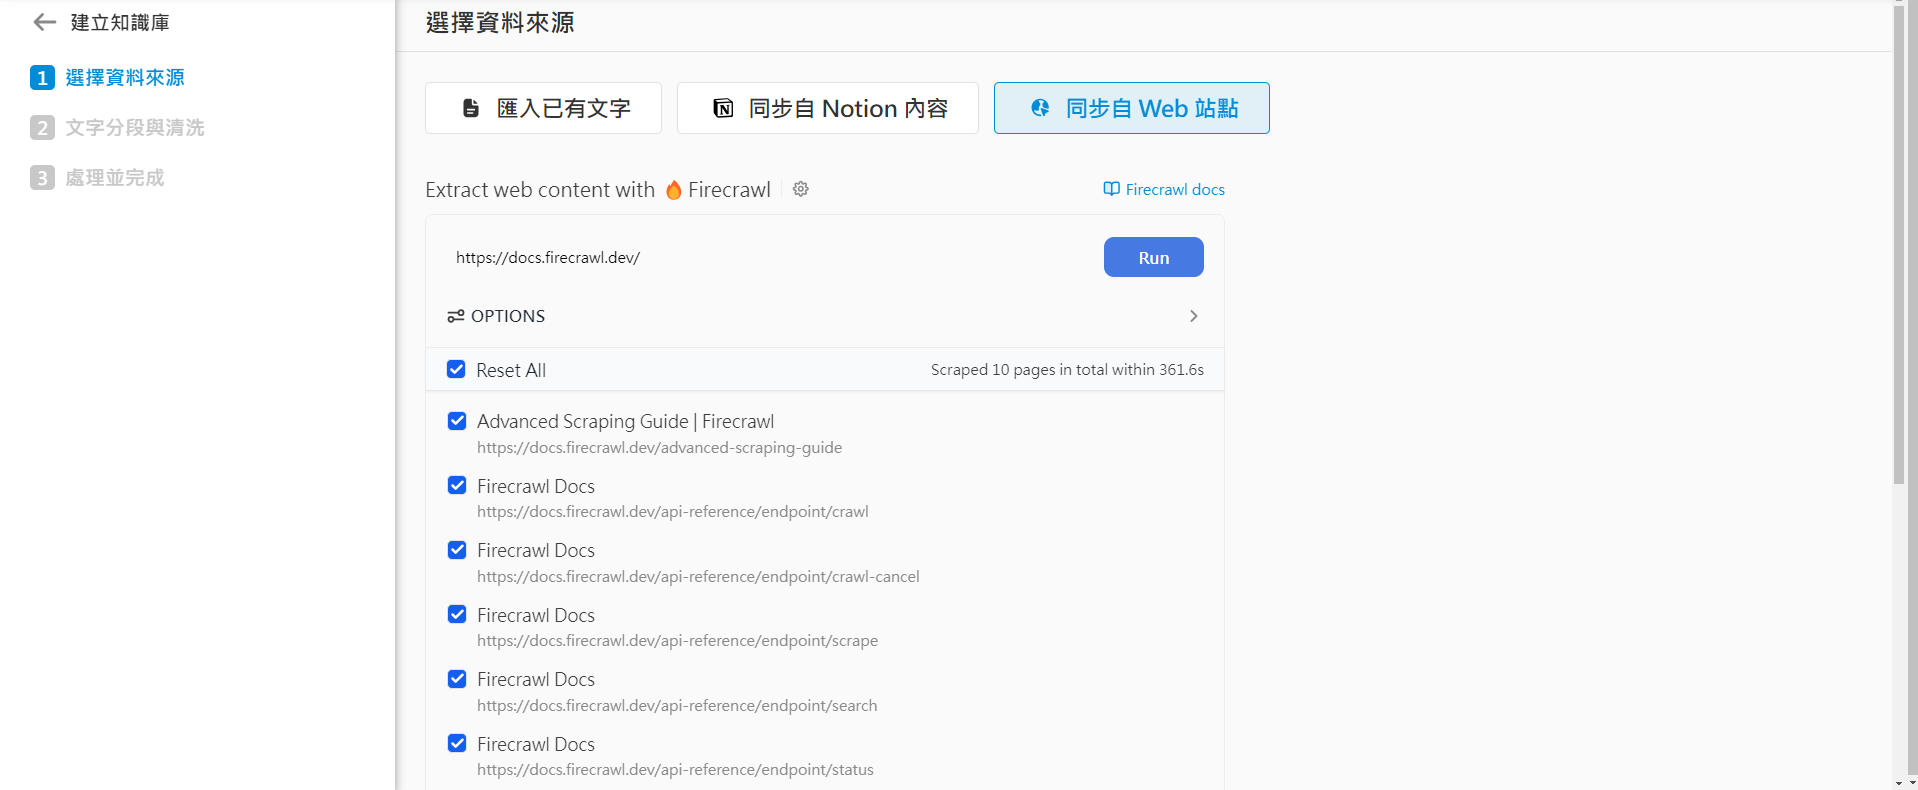 建立知識庫
1 選擇資料來源
2 文字分段與清洗
3 處理並完成
選擇資料來源
匯入已有文字
同步自 Notion 內容
同步自 Web 站點
Extract web content with 🔥 Firecrawl
Firecrawl docs
https://docs.firecrawl.dev/
Run
OPTIONS
Reset All
Scraped 10 pages in total within 361.6s
Advanced Scraping Guide | Firecrawl
https://docs.firecrawl.dev/advanced-scraping-guide
Firecrawl Docs
https://docs.firecrawl.dev/api-reference/endpoint/crawl
Firecrawl Docs
https://docs.firecrawl.dev/api-reference/endpoint/crawl-cancel
Firecrawl Docs
https://docs.firecrawl.dev/api-reference/endpoint/scrape
Firecrawl Docs
https://docs.firecrawl.dev/api-reference/endpoint/search
Firecrawl Docs
https://docs.firecrawl.dev/api-reference/endpoint/status